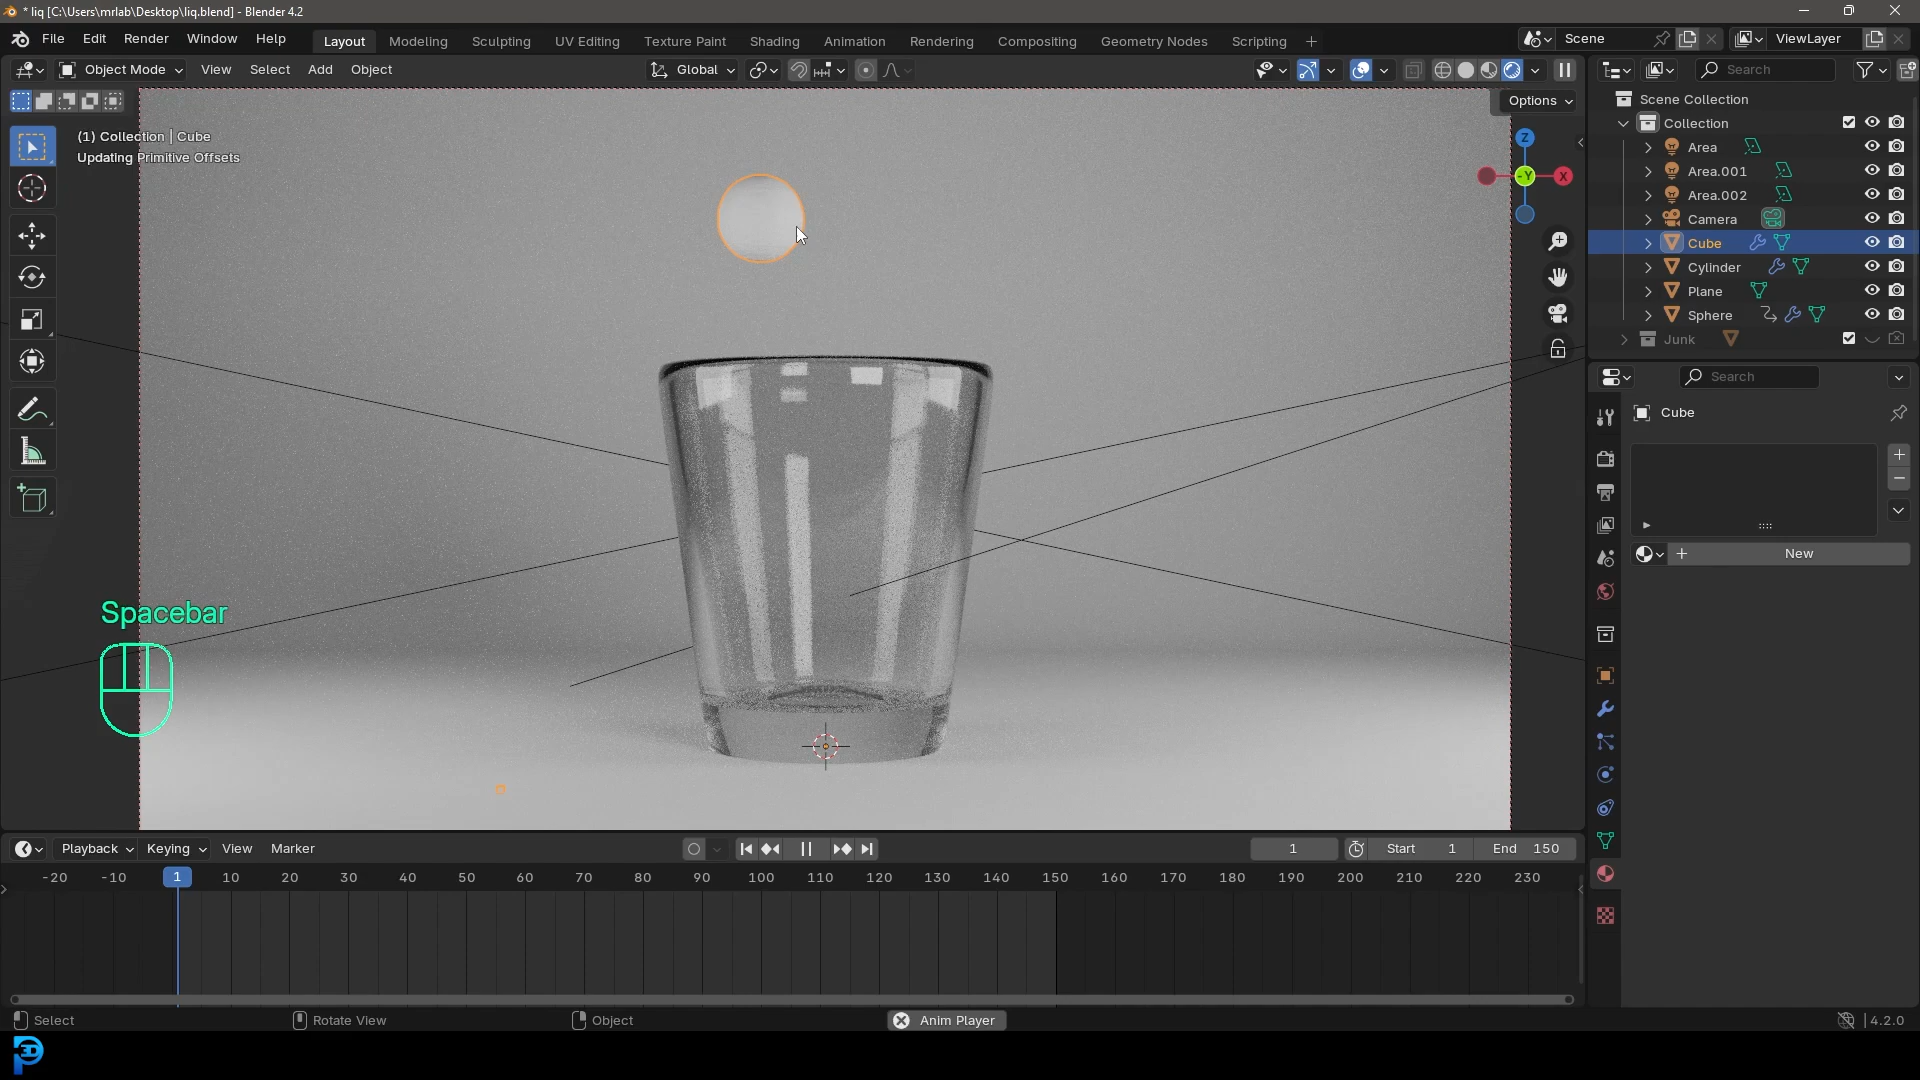 * liq [C:\Users\mrlab\Desktop\liq.blend] - Blender 4.2
File Edit Render Window Help
Layout Modeling Sculpting UV Editing Texture Paint Shading Animation Rendering Compositing Geometry Nodes Scripting +
Scene
ViewLayer
Object Mode View Select Add Object
Global
Search
Options
(1) Collection | Cube
Updating Primitive Offsets
Z
-Y
X
Scene Collection
Collection
Area
Area.001
Area.002
Camera
Cube
Cylinder
Plane
Sphere
Junk
Search
Cube
New
Spacebar
Playback Keying View Marker
1
Start 1
End 150
-20 -10 1 10 20 30 40 50 60 70 80 90 100 110 120 130 140 150 160 170 180 190 200 210 220 230
Select
Rotate View
Object
Anim Player
4.2.0
3D